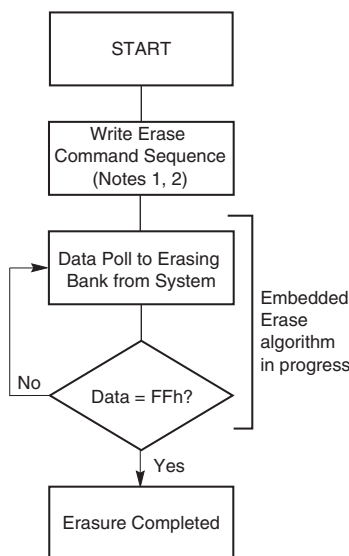 START
Write Erase
Command Sequence
(Notes 1, 2)
Data Poll to Erasing
Bank from System
Embedded
Erase
algorithm
in progress
No
Data = FFh?
Yes
Erasure Completed